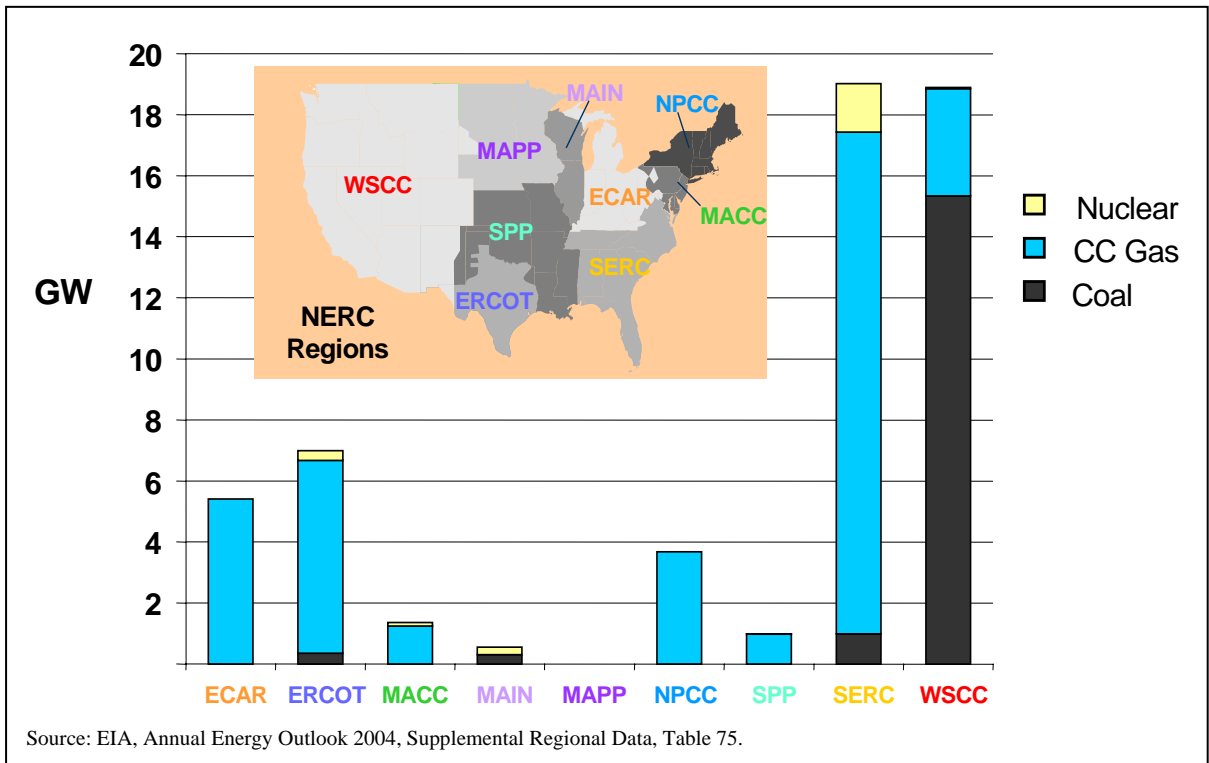 20
18
16
14
12
10
8
6
4
2
GW
MAIN
NPCC
MAPP
WSCC
ECAR
MACC
SPP
SERC
ERCOT
NERC
Regions
Nuclear
CC Gas
Coal
ECAR ERCOT MACC MAIN MAPP NPCC SPP SERC WSCC
Source: EIA, Annual Energy Outlook 2004, Supplemental Regional Data, Table 75.